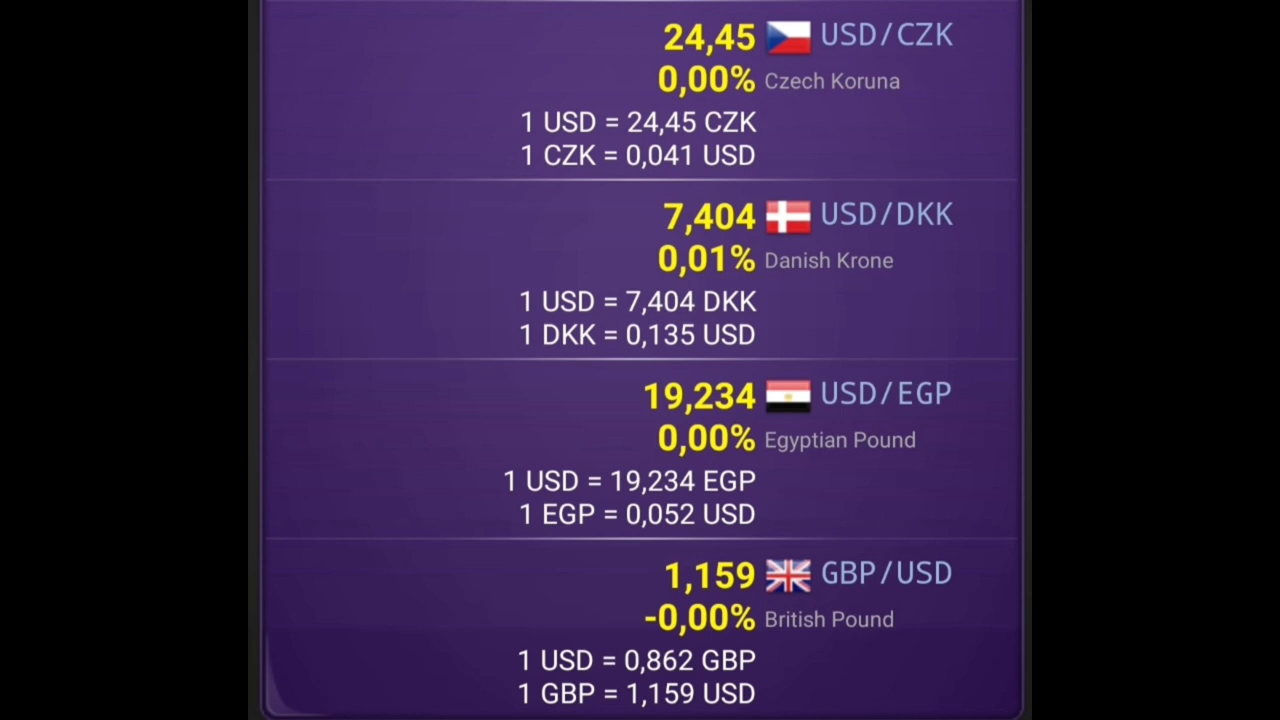 24,45 USD/CZK
0,00% Czech Koruna
1 USD = 24,45 CZK
1 CZK = 0,041 USD
7,404 USD/DKK
0,01% Danish Krone
1 USD = 7,404 DKK
1 DKK = 0,135 USD
19,234 USD/EGP
0,00% Egyptian Pound
1 USD = 19,234 EGP
1 EGP = 0,052 USD
1,159 GBP/USD
-0,00% British Pound
1 USD = 0,862 GBP
1 GBP = 1,159 USD